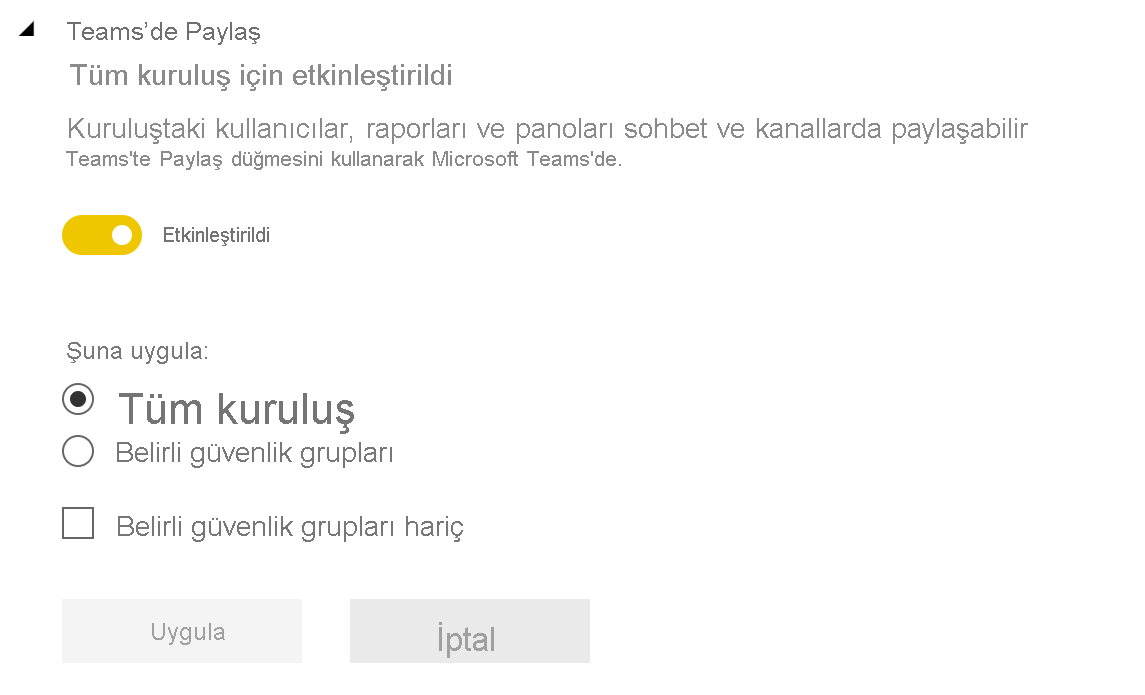 Teams’de Paylaş
Tüm kuruluş için etkinleştirildi
Kuruluştaki kullanıcılar, raporları ve panoları sohbet ve kanallarda paylaşabilir
Teams'te Paylaş düğmesini kullanarak Microsoft Teams'de.
Etkinleştirildi
Şuna uygula:
Tüm kuruluş
Belirli güvenlik grupları
Belirli güvenlik grupları hariç
Uygula
İptal